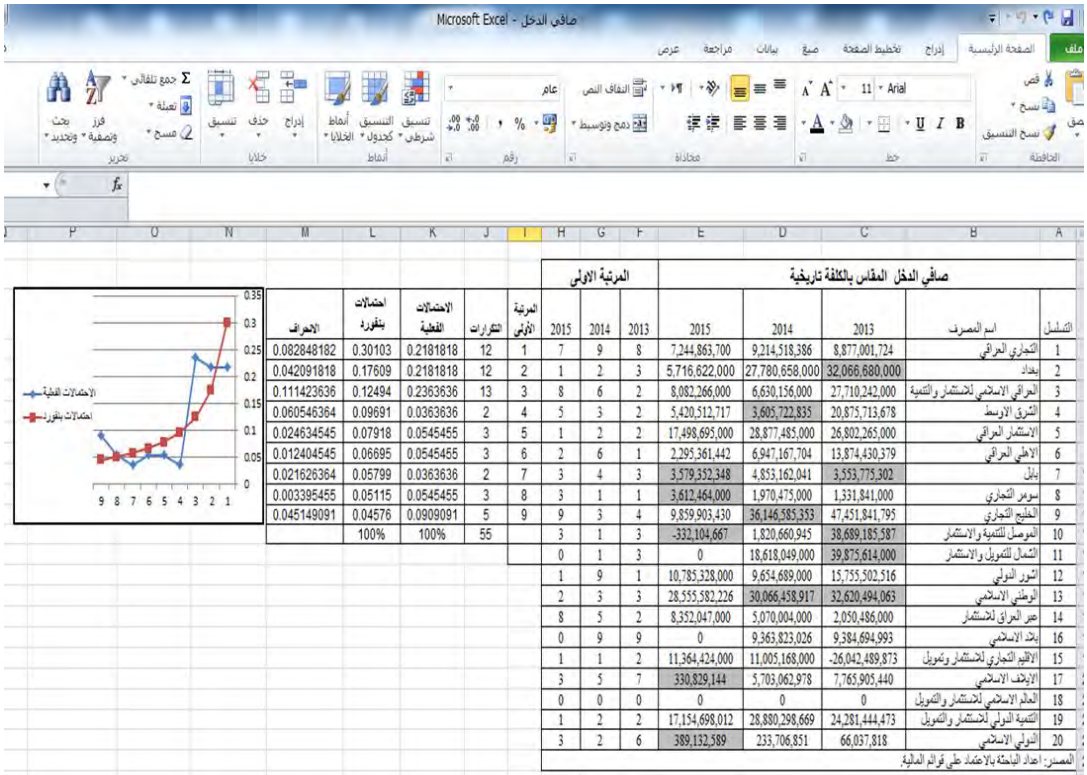 صافي الدخل - Microsoft Excel
ملف الصفحة الرئيسية إدراج تخطيط الصفحة صيغ بيانات مراجعة عرض
قص
نسخ
نسخ التنسيق
الحافظة
Arial 11
B I U
خط
التفاف النص
دمج وتوسيط
محاذاة
عام
%
رقم
تنسيق شرطي
التنسيق كجدول
أنماط الخلايا
أنماط
إدراج
حذف
تنسيق
خلايا
جمع تلقائي
تعبئة
مسح
فرز وتصفية
بحث وتحديد
تحرير
fx
A B C D E F G H I J K L M N O P
صافي الدخل المقاس بالكلفة تاريخية المرتبة الاولى
التسلسل اسم المصرف 2013 2014 2015 2013 2014 2015 المرتبة الأولى التكرارات الاحتمالات الفعلية احتمالات بنفورد الانحراف
1 التجاري العراقي 8,877,001,724 9,214,518,386 7,244,863,700 8 9 7 1 12 0.2181818 0.30103 0.082848182
2 بغداد 32,066,680,000 27,780,658,000 5,716,622,000 3 2 1 2 12 0.2181818 0.17609 0.042091818
3 العراقي الاسلامي للاستثمار والتنمية 27,710,242,000 6,630,156,000 8,082,266,000 2 6 8 3 13 0.2363636 0.12494 0.111423636
4 الشرق الاوسط 20,875,713,678 3,605,722,835 5,420,512,717 2 3 5 4 2 0.0363636 0.09691 0.060546364
5 الاستثمار العراقي 26,802,265,000 28,877,485,000 17,498,695,000 2 2 1 5 3 0.0545455 0.07918 0.024634545
6 الاهلي العراقي 13,874,430,379 6,947,167,704 2,295,361,442 1 6 2 6 3 0.0545455 0.06695 0.012404545
7 بابل 3,553,775,302 4,853,162,041 3,579,352,348 3 4 3 7 2 0.0363636 0.05799 0.021626364
8 سومر التجاري 1,331,841,000 1,970,475,000 3,612,464,000 1 1 3 8 3 0.0545455 0.05115 0.003395455
9 الخليج التجاري 47,451,841,795 36,146,585,353 9,859,903,430 4 3 9 9 5 0.0909091 0.04576 0.045149091
10 الموصل للتنمية والاستثمار 38,689,185,587 1,820,660,945 -332,104,667 3 1 3 55 100% 100%
11 الشمال للتمويل والاستثمار 39,875,614,000 18,618,049,000 0 3 1 0
12 اشور الدولي 15,755,502,516 9,654,689,000 10,785,328,000 1 9 1
13 الوطني الاسلامي 32,620,494,063 30,066,458,917 28,555,582,226 3 3 2
14 عبر العراق للاستثمار 2,050,486,000 5,070,004,000 8,352,047,000 2 5 8
16 بلاد الاسلامي 9,384,694,993 9,363,823,026 0 9 9 0
15 الاقليم التجاري للاستثمار وتمويل -26,042,489,873 11,005,168,000 11,364,424,000 2 1 1
17 الايلاف الاسلامي 7,765,905,440 5,703,062,978 330,829,144 7 5 3
18 العالم الاسلامي للاستثمار والتمويل 0 0 0 0 0 0
19 التنمية الدولي للاستثمار والتمويل 24,281,444,473 28,880,298,669 17,154,698,012 2 2 1
20 الدولي الاسلامي 66,037,818 233,706,851 389,132,589 6 2 3
المصدر: اعداد الباحثة بالاعتماد على قوائم المالية.
0.35
0.3
0.25
0.2
0.15
0.1
0.05
0
1 2 3 4 5 6 7 8 9
الاحتمالات الفعلية
احتمالات بنفورد